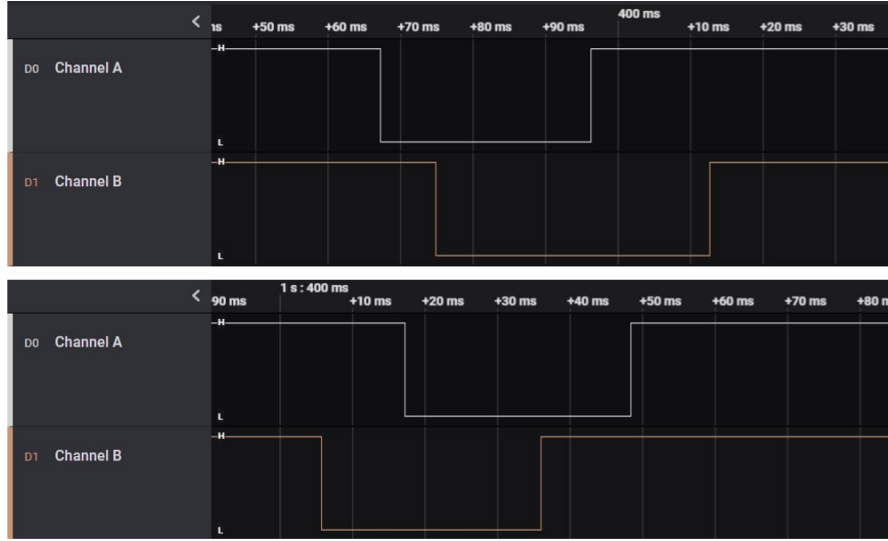 400 ms
ms +50 ms +60 ms +70 ms +80 ms +90 ms +10 ms +20 ms +30 ms
D0 Channel A
H
L
D1 Channel B
H
L
1 s : 400 ms
90 ms +10 ms +20 ms +30 ms +40 ms +50 ms +60 ms +70 ms +80 m
D0 Channel A
H
L
D1 Channel B
H
L